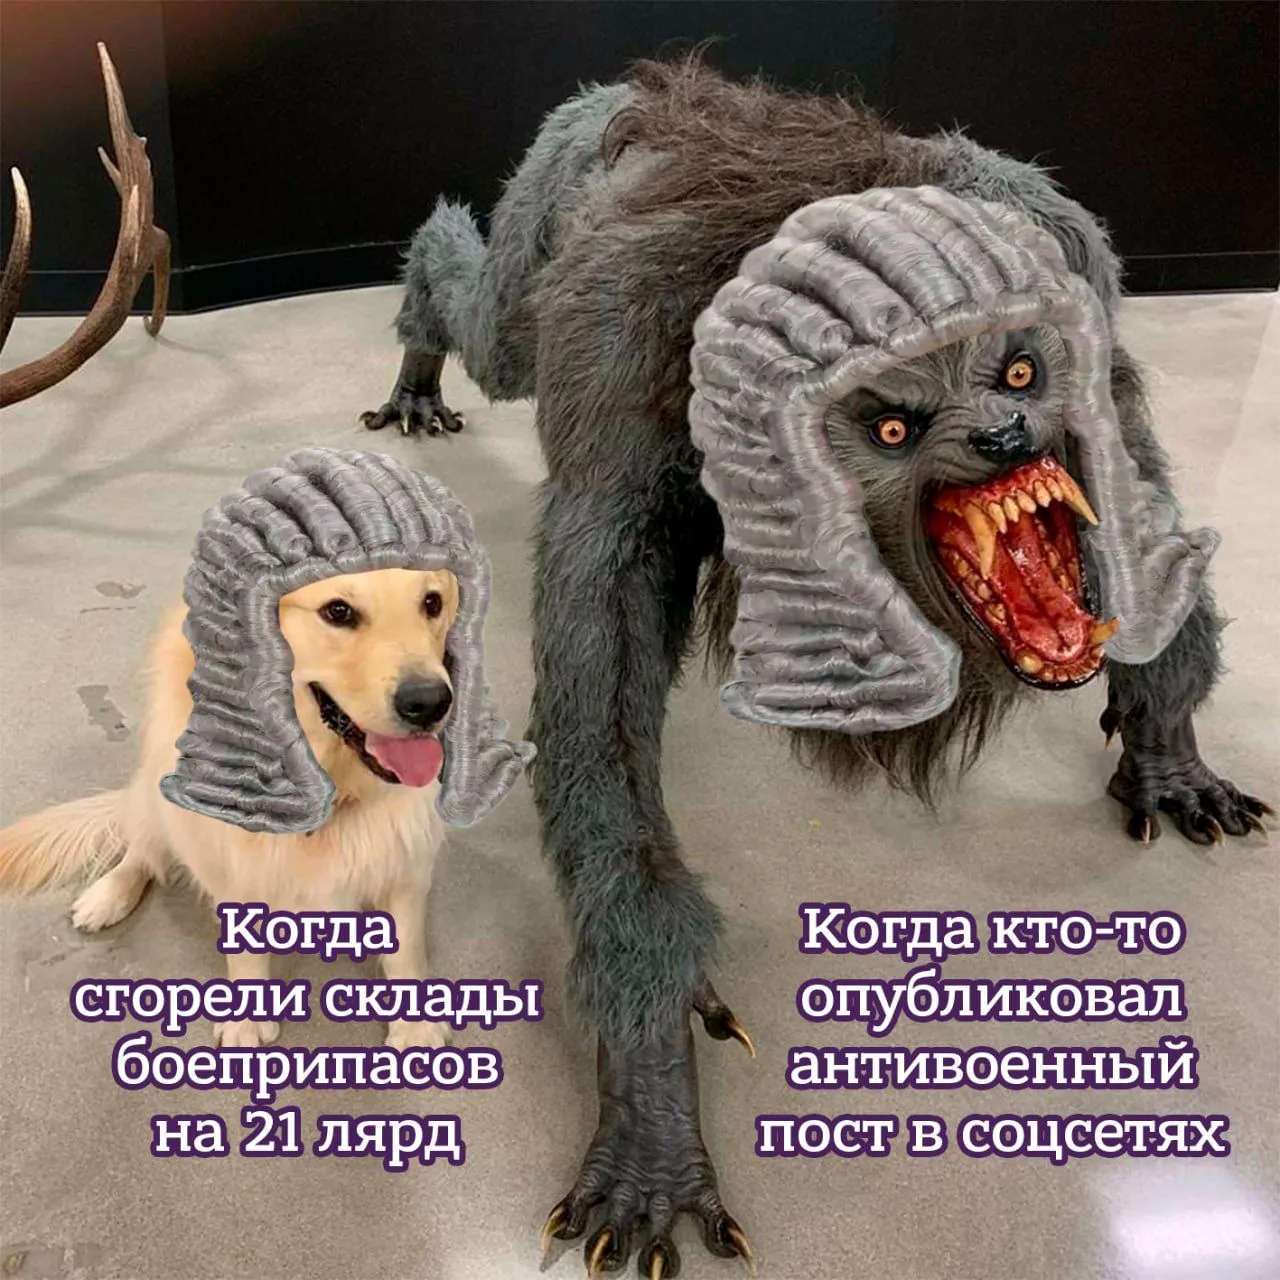 Когда
сгорели склады
боеприпасов
на 21 лярд
Когда кто-то
опубликовал
антивоенный
пост в соцсетях